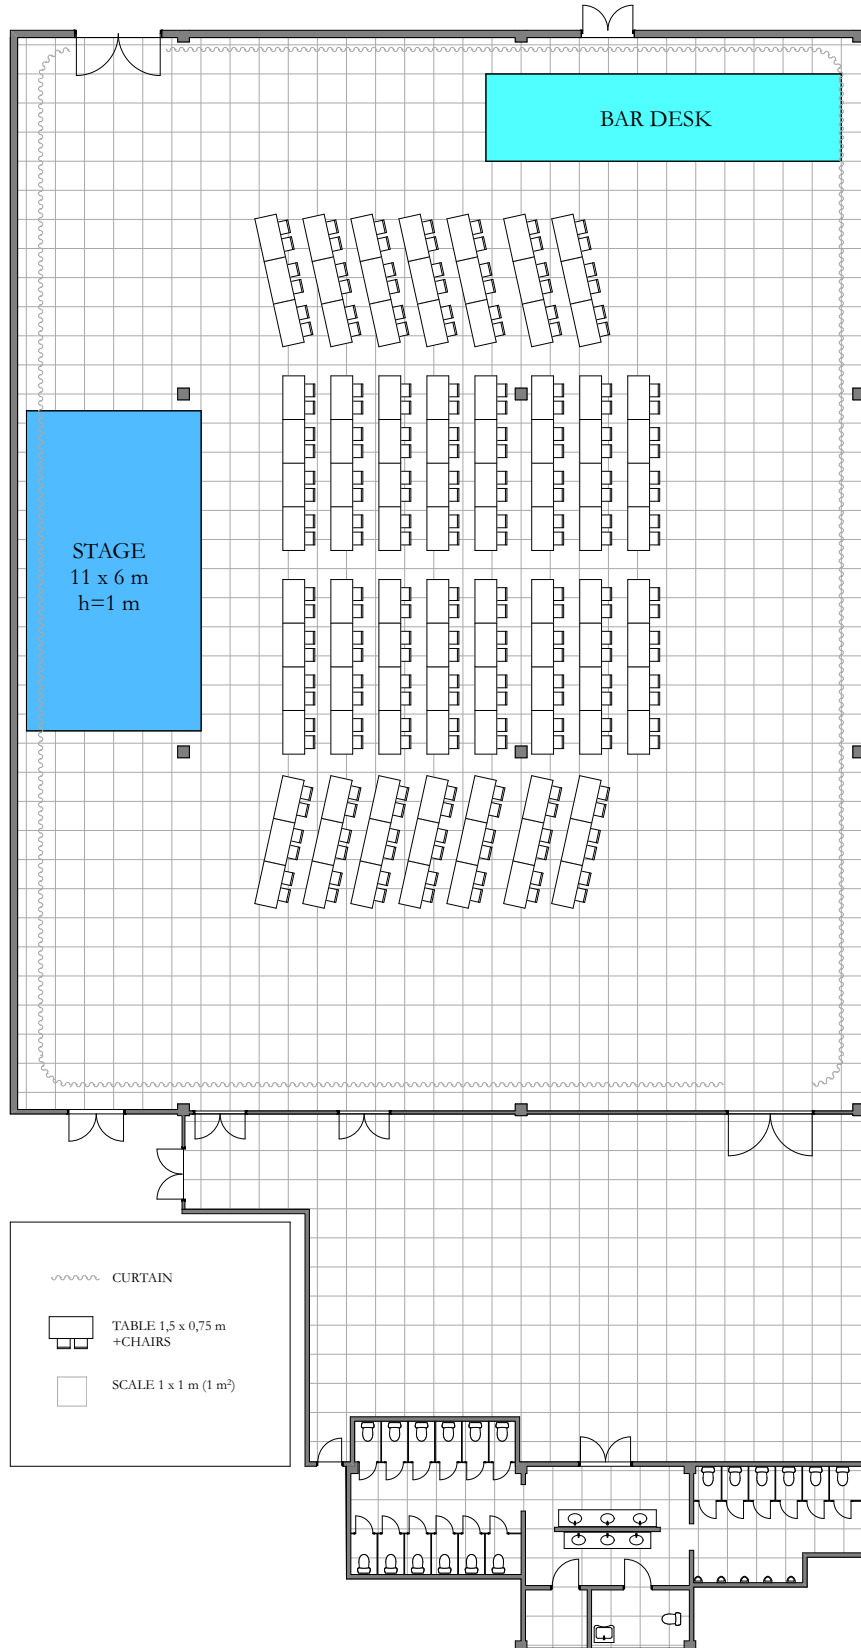 BAR DESK
STAGE
11 x 6 m
h=1 m
CURTAIN
TABLE 1,5 x 0,75 m
+CHAIRS
SCALE 1 x 1 m (1 m²)